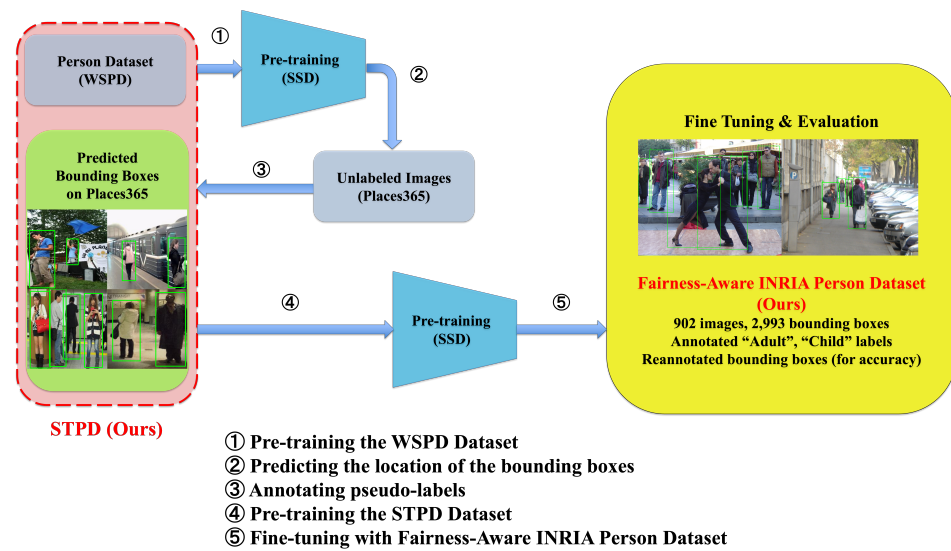 ①
Person Dataset
(WSPD)
Pre-training
(SSD)
②
Predicted
Bounding Boxes
on Places365
③
Unlabeled Images
(Places365)
Fine Tuning & Evaluation
P
④
Pre-training
(SSD)
⑤
Fairness-Aware INRIA Person Dataset
(Ours)
902 images, 2,993 bounding boxes
Annotated “Adult”, “Child” labels
Reannotated bounding boxes (for accuracy)
STPD (Ours)
① Pre-training the WSPD Dataset
② Predicting the location of the bounding boxes
③ Annotating pseudo-labels
④ Pre-training the STPD Dataset
⑤ Fine-tuning with Fairness-Aware INRIA Person Dataset